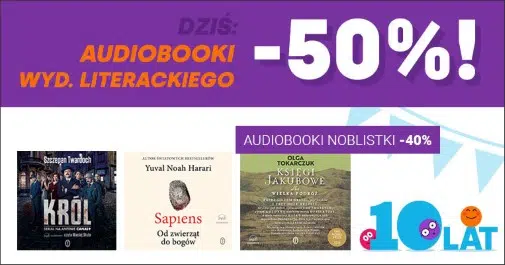 DZIŚ:
AUDIOBOOKI
WYD. LITERACKIEGO
-50%!
AUDIOBOOKI NOBLISTKI -40%
Szczepan Twardoch
KRÓL
Yuval Noah Harari
Sapiens
Od zwierząt
do bogów
OLGA
TOKARCZUK
KSIĘGI
JAKUBOWE
10 LAT